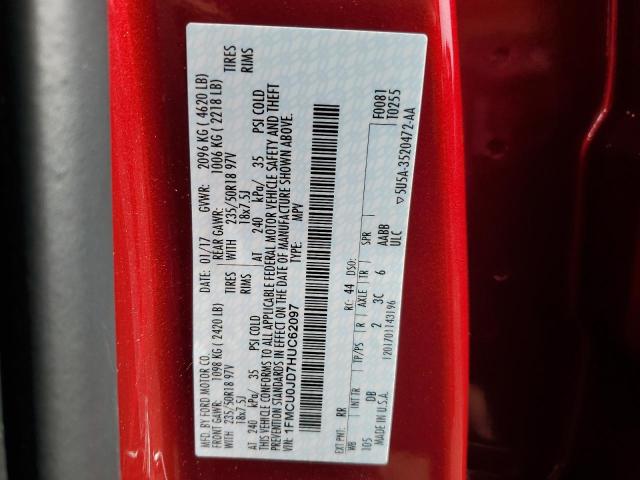 MFD. BY FORD MOTOR CO.
DATE: 01/17 GVWR: 2096 KG ( 4620 LB)
FRONT GAWR: 1098 KG ( 2420 LB) REAR GAWR: 1006 KG ( 2218 LB)
WITH 235/50R18 97V TIRES WITH 235/50R18 97V TIRES
18x7.5J RIMS 18x7.5J RIMS
AT 240 kPa/ 35 PSI COLD AT 240 kPa/ 35 PSI COLD
THIS VEHICLE CONFORMS TO ALL APPLICABLE FEDERAL MOTOR VEHICLE SAFETY AND THEFT
PREVENTION STANDARDS IN EFFECT ON THE DATE OF MANUFACTURE SHOWN ABOVE.
VIN: 1FMCU0JD7HUC62097 TYPE: MPV
F0081
T0255
EXT PNT: RR RC: 44 DSO:
WB INT TR TP/PS R AXLE TR SPR
105 DB 2 3C 6 AABB
MADE IN U.S.A. ULC
1201701143196 ▽5U5A-3520472-AA